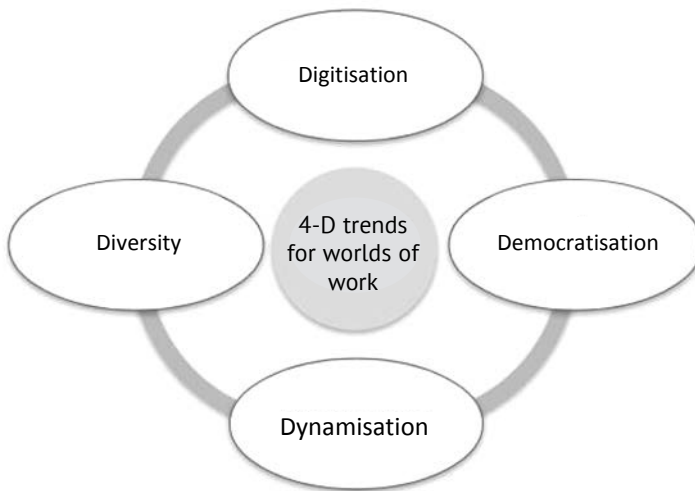 Digitisation
Diversity
4-D trends
for worlds of
work
Democratisation
Dynamisation